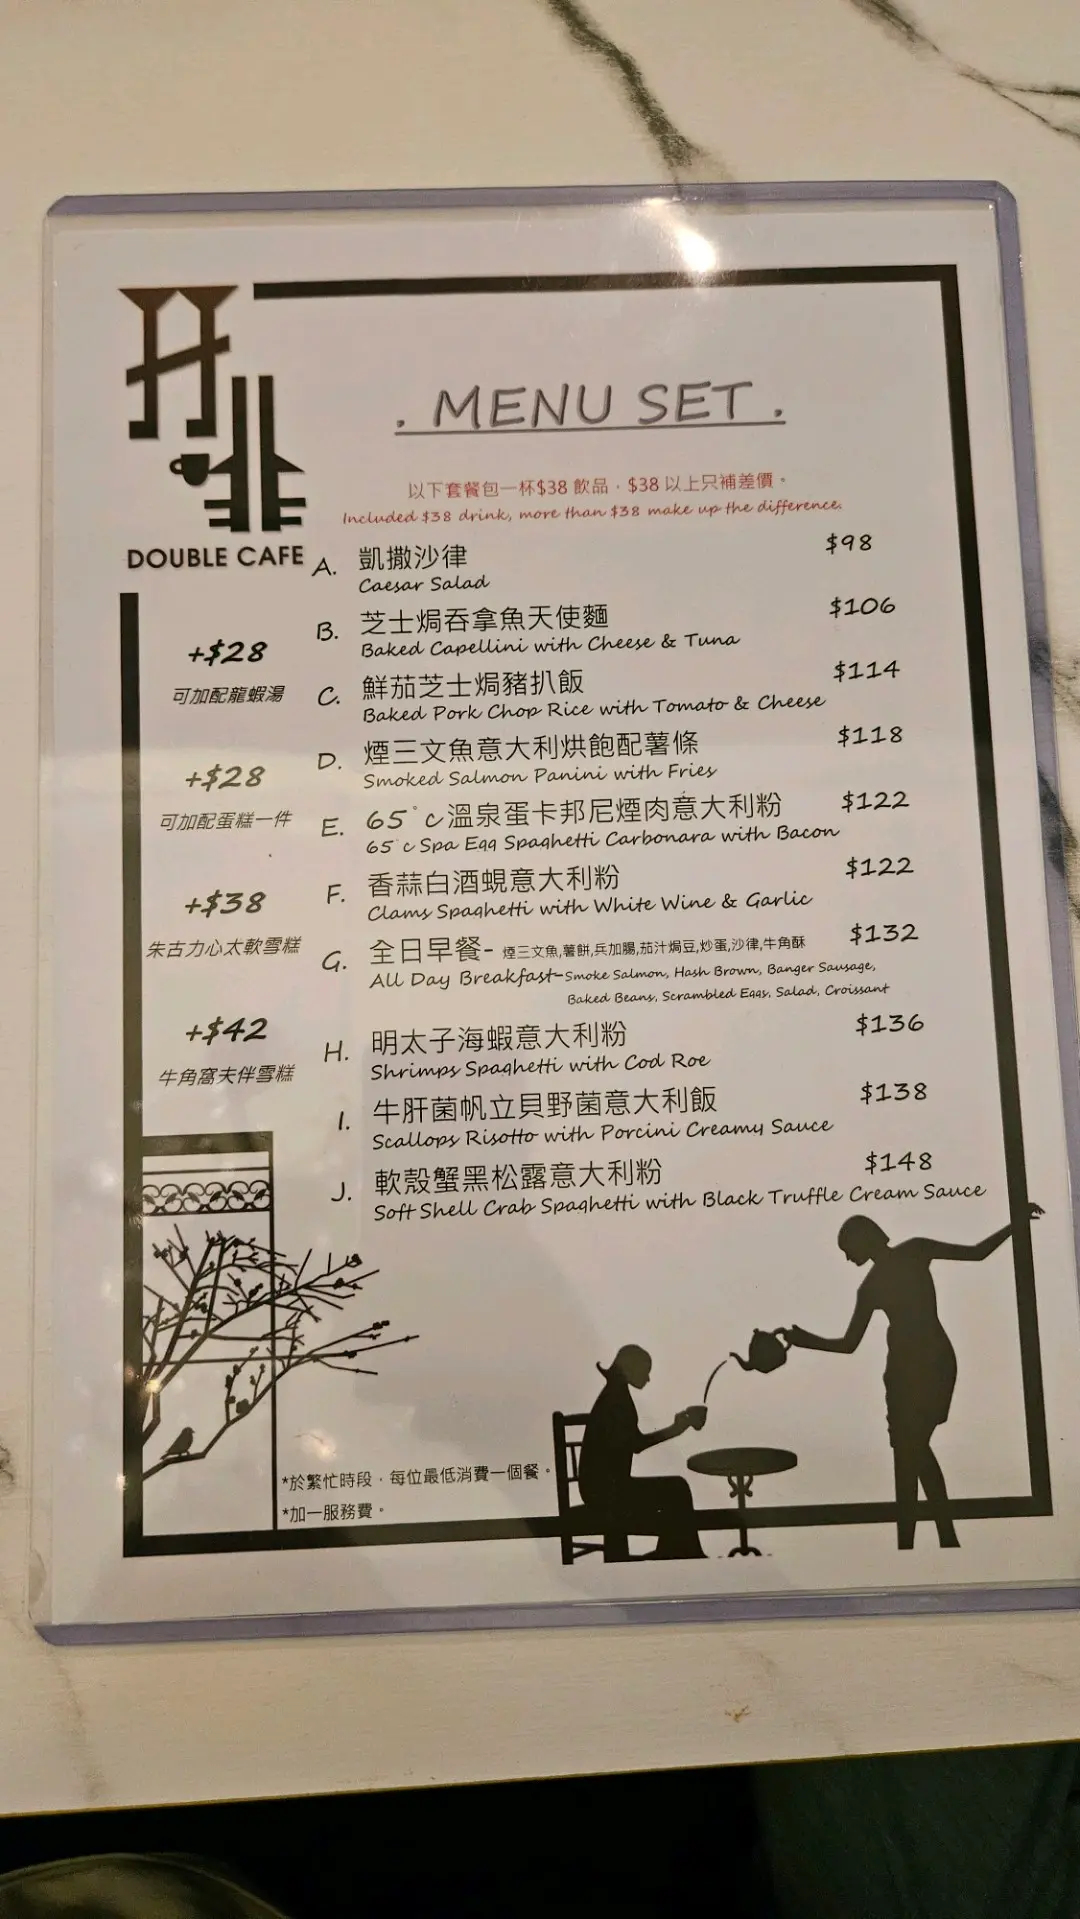 DOUBLE CAFE
. MENU SET .
以下套餐包一杯$38 飲品，$38 以上只補差價。
Included $38 drink, more than $38 make up the difference.
A. 凱撒沙律 $98
Caesar Salad
B. 芝士焗吞拿魚天使麵 $106
Baked Capellini with Cheese & Tuna
C. 鮮茄芝士焗豬扒飯 $114
Baked Pork Chop Rice with Tomato & Cheese
D. 煙三文魚意大利烘飽配薯條 $118
Smoked Salmon Panini with Fries
E. 65°c溫泉蛋卡邦尼煙肉意大利粉 $122
65°c Spa Egg Spaghetti Carbonara with Bacon
F. 香蒜白酒蜆意大利粉 $122
Clams Spaghetti with White Wine & Garlic
G. 全日早餐- 煙三文魚,薯餅,兵加腸,茄汁焗豆,炒蛋,沙律,牛角酥 $132
All Day Breakfast-Smoke Salmon, Hash Brown, Banger Sausage,
Baked Beans, Scrambled Eggs, Salad, Croissant
H. 明太子海蝦意大利粉 $136
Shrimps Spaghetti with Cod Roe
I. 牛肝菌帆立貝野菌意大利飯 $138
Scallops Risotto with Porcini Creamy Sauce
J. 軟殼蟹黑松露意大利粉 $148
Soft Shell Crab Spaghetti with Black Truffle Cream Sauce
+$28
可加配龍蝦湯
+$28
可加配蛋糕一件
+$38
朱古力心太軟雪糕
+$42
牛角窩夫伴雪糕
*於繁忙時段，每位最低消費一個餐。
*加一服務費。